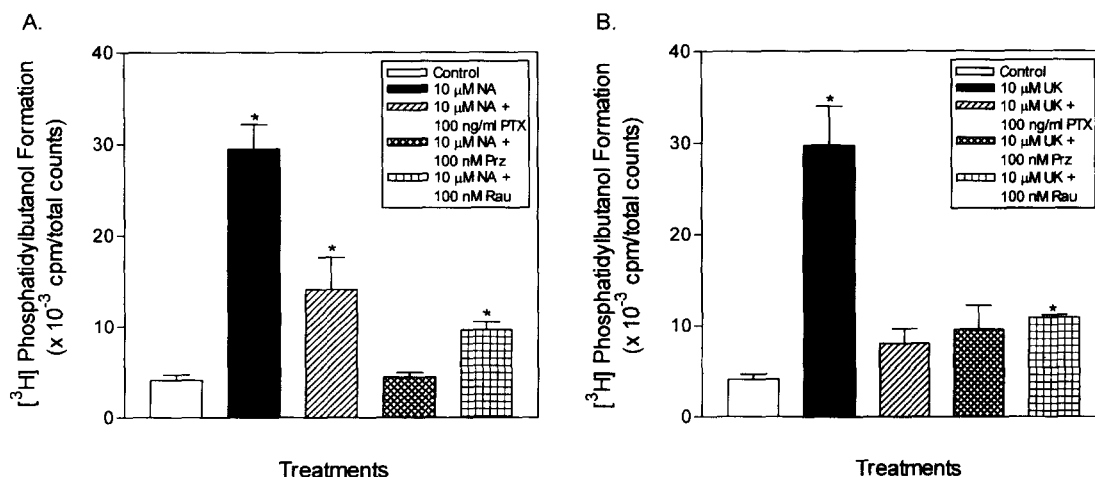 A.
[³H] Phosphatidylbutanol Formation
(x 10⁻³ cpm/total counts)
40
30
20
10
0
*
*
*
Control
10 µM NA
10 µM NA +
100 ng/ml PTX
10 µM NA +
100 nM Prz
10 µM NA +
100 nM Rau
Treatments
B.
[³H] Phosphatidylbutanol Formation
(x 10⁻³ cpm/total counts)
40
30
20
10
0
*
*
Control
10 µM UK
10 µM UK +
100 ng/ml PTX
10 µM UK +
100 nM Prz
10 µM UK +
100 nM Rau
Treatments